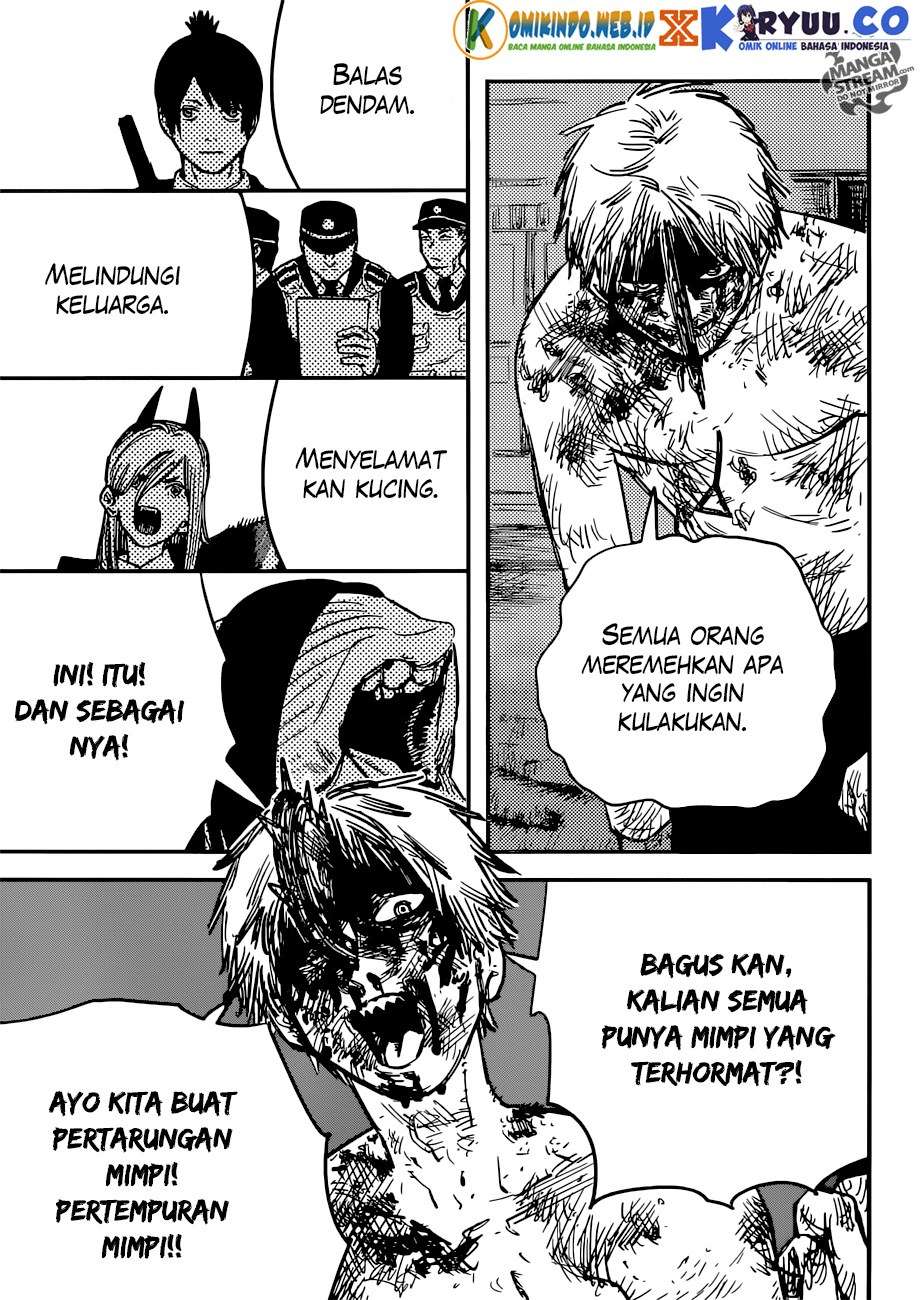 KOMIKINDO.WEB.ID
BACA MANGA ONLINE BAHASA INDONESIA
X
KIRYUU.CO
KOMIK ONLINE BAHASA INDONESIA
MANGA
STREAM.com
DO NOT MIRROR
SEMUA ORANG
MEREMEHKAN APA
YANG INGIN
KULAKUKAN.
BALAS
DENDAM.
MELINDUNGI
KELUARGA.
MENYELAMAT
KAN KUCING.
INI! ITU!
DAN SEBAGAI
NYA!
BAGUS KAN,
KALIAN SEMUA
PUNYA MIMPI YANG
TERHORMAT?!
AYO KITA BUAT
PERTARUNGAN
MIMPI!
PERTEMPURAN
MIMPI!!